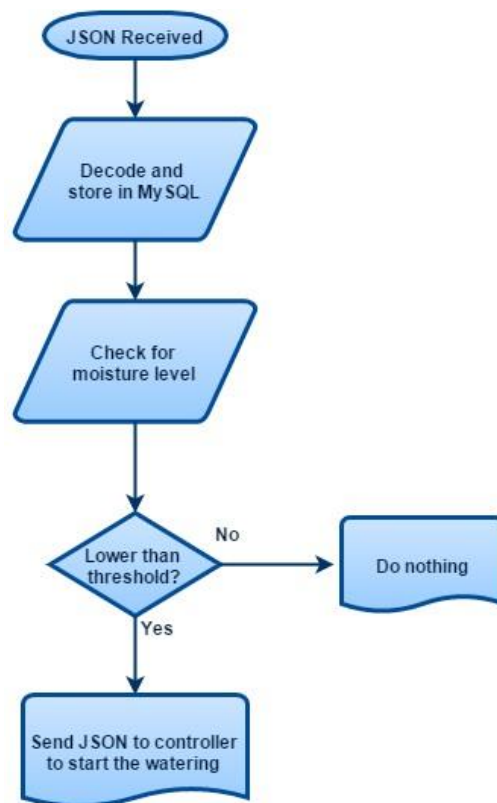 JSON Received
Decode and
store in MySQL
Check for
moisture level
Lower than
threshold?
No
Do nothing
Yes
Send JSON to controller
to start the watering